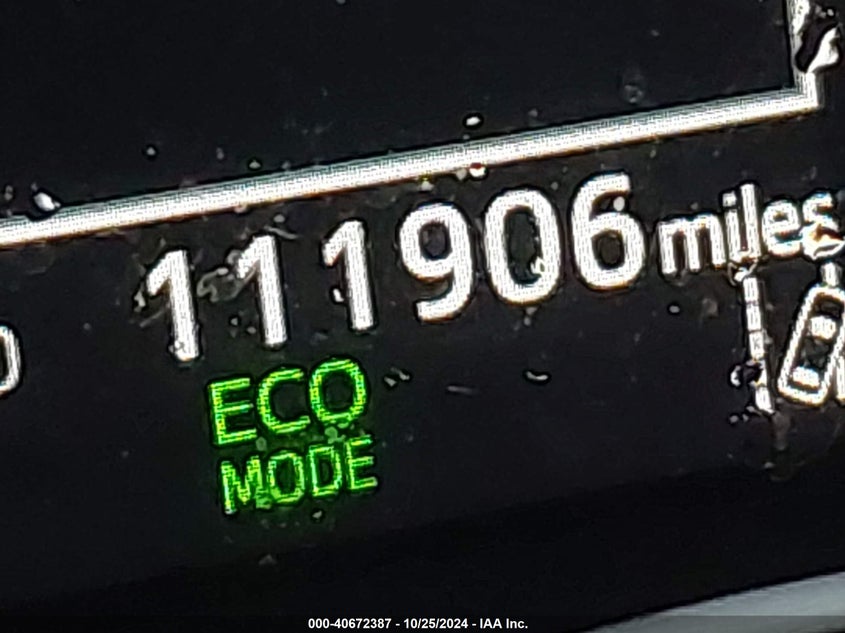 111906 miles
ECO
MODE
000-40672387 - 10/25/2024 - IAA Inc.